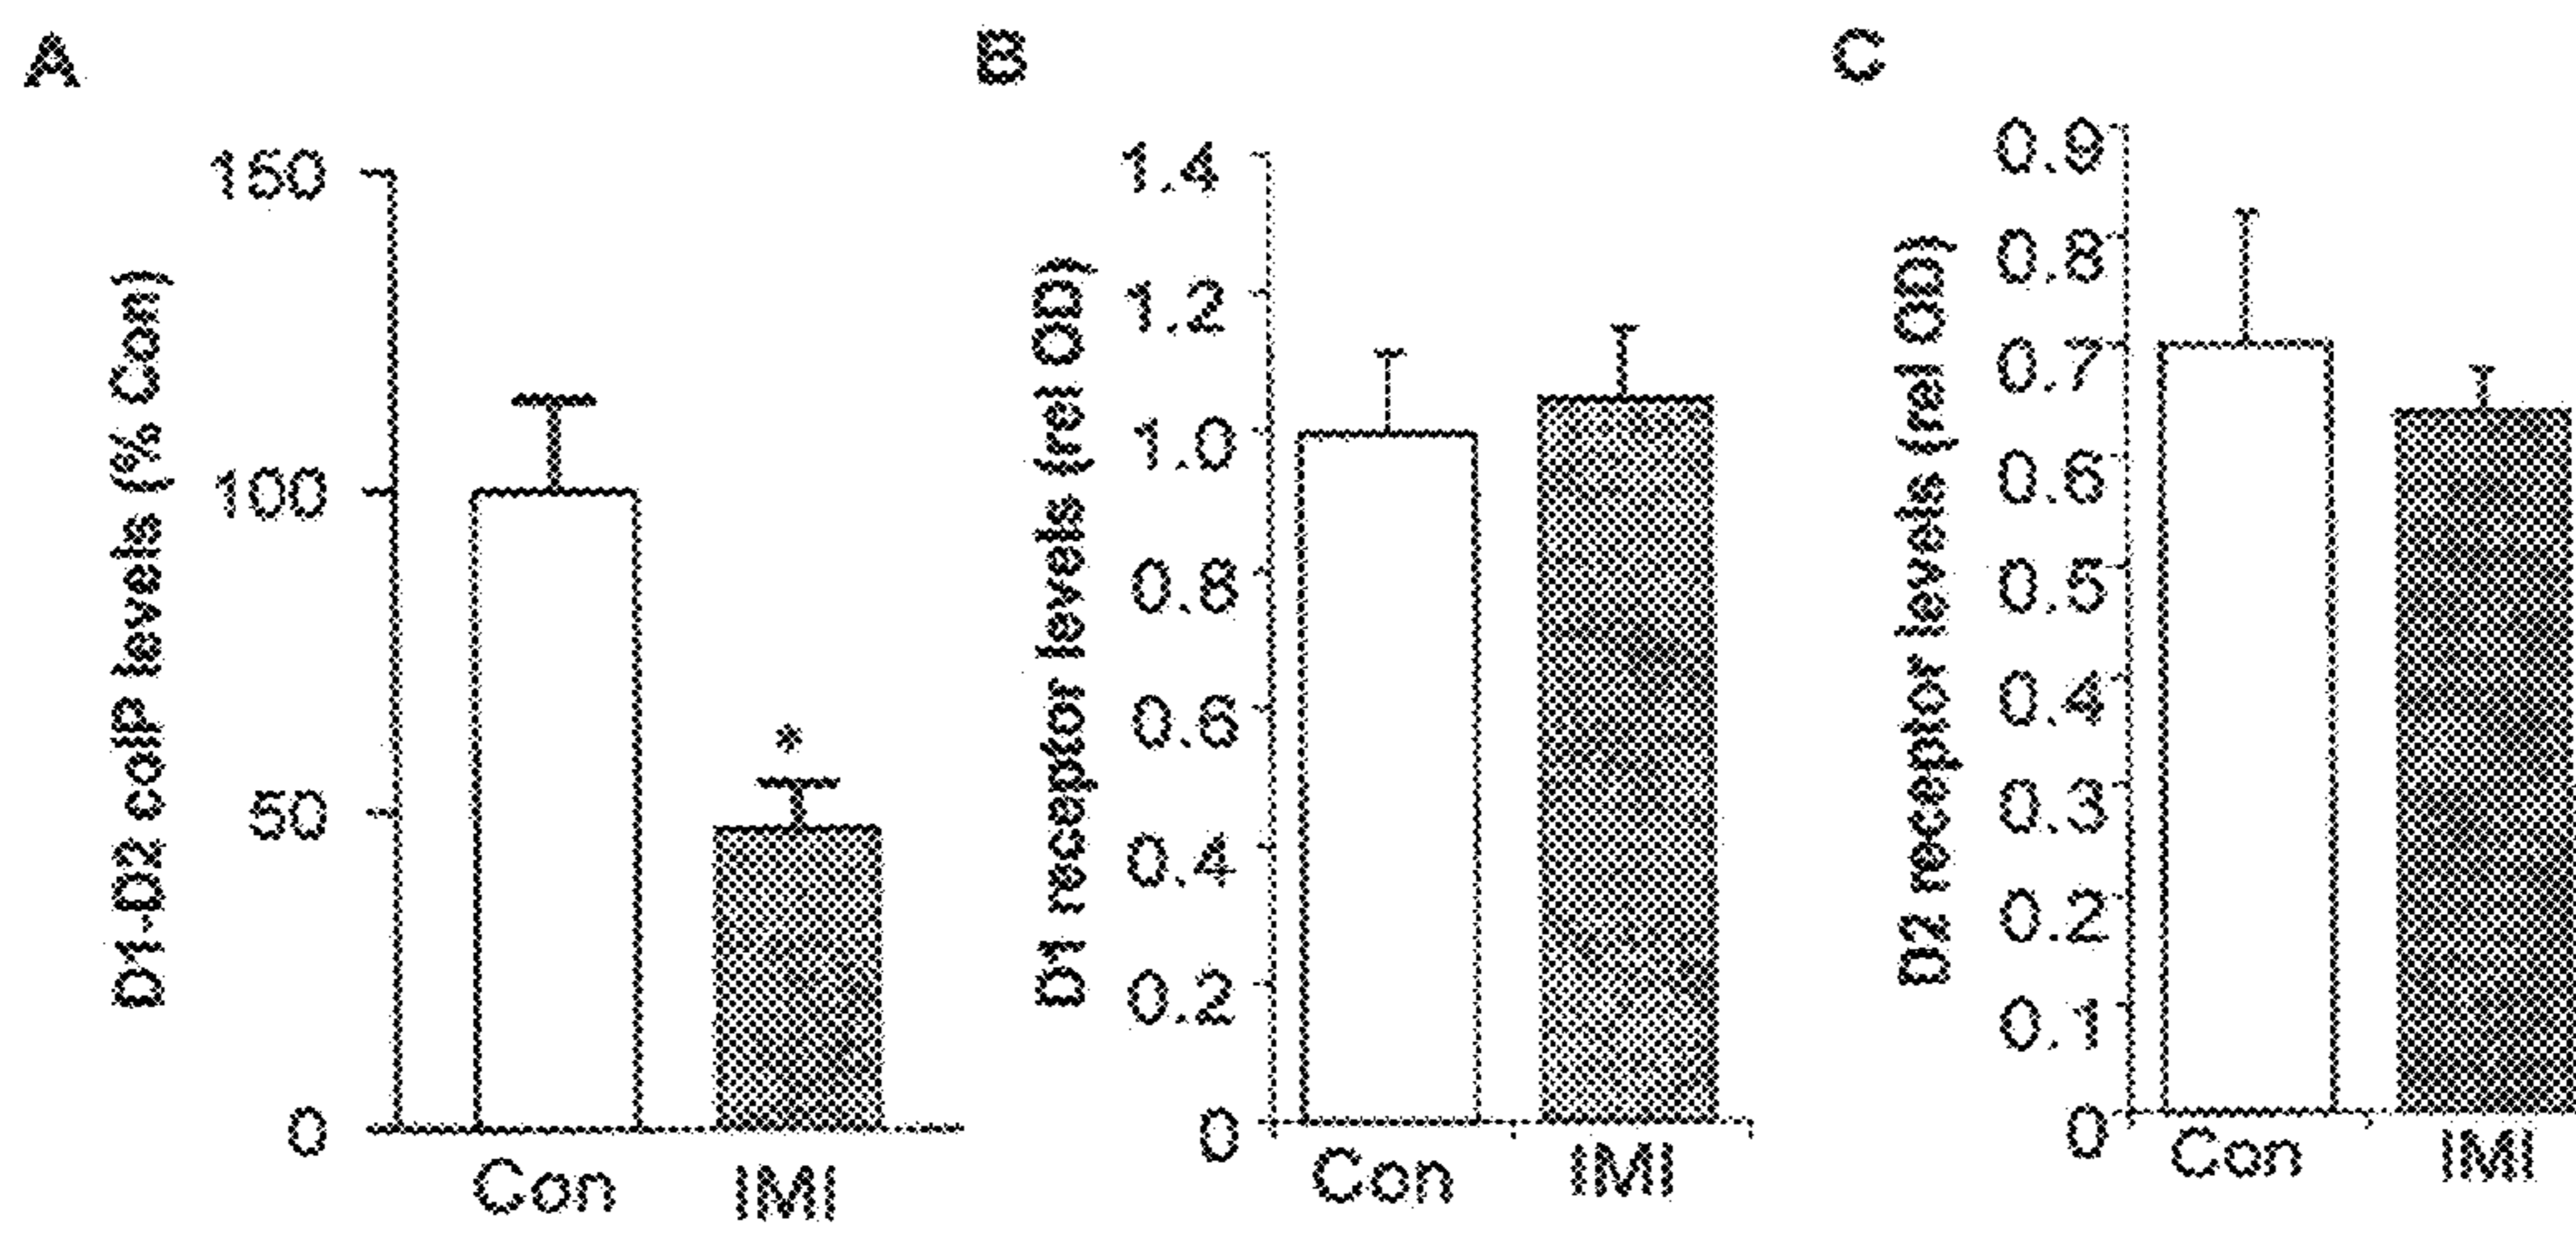 A
D1-D2 coIP levels (% Con)
150
100
50
0
*
Con
IMI
B
D1 receptor levels (rel OD)
1.4
1.2
1.0
0.8
0.6
0.4
0.2
0
Con
IMI
C
D2 receptor levels (rel OD)
0.9
0.8
0.7
0.6
0.5
0.4
0.3
0.2
0.1
0
Con
IMI